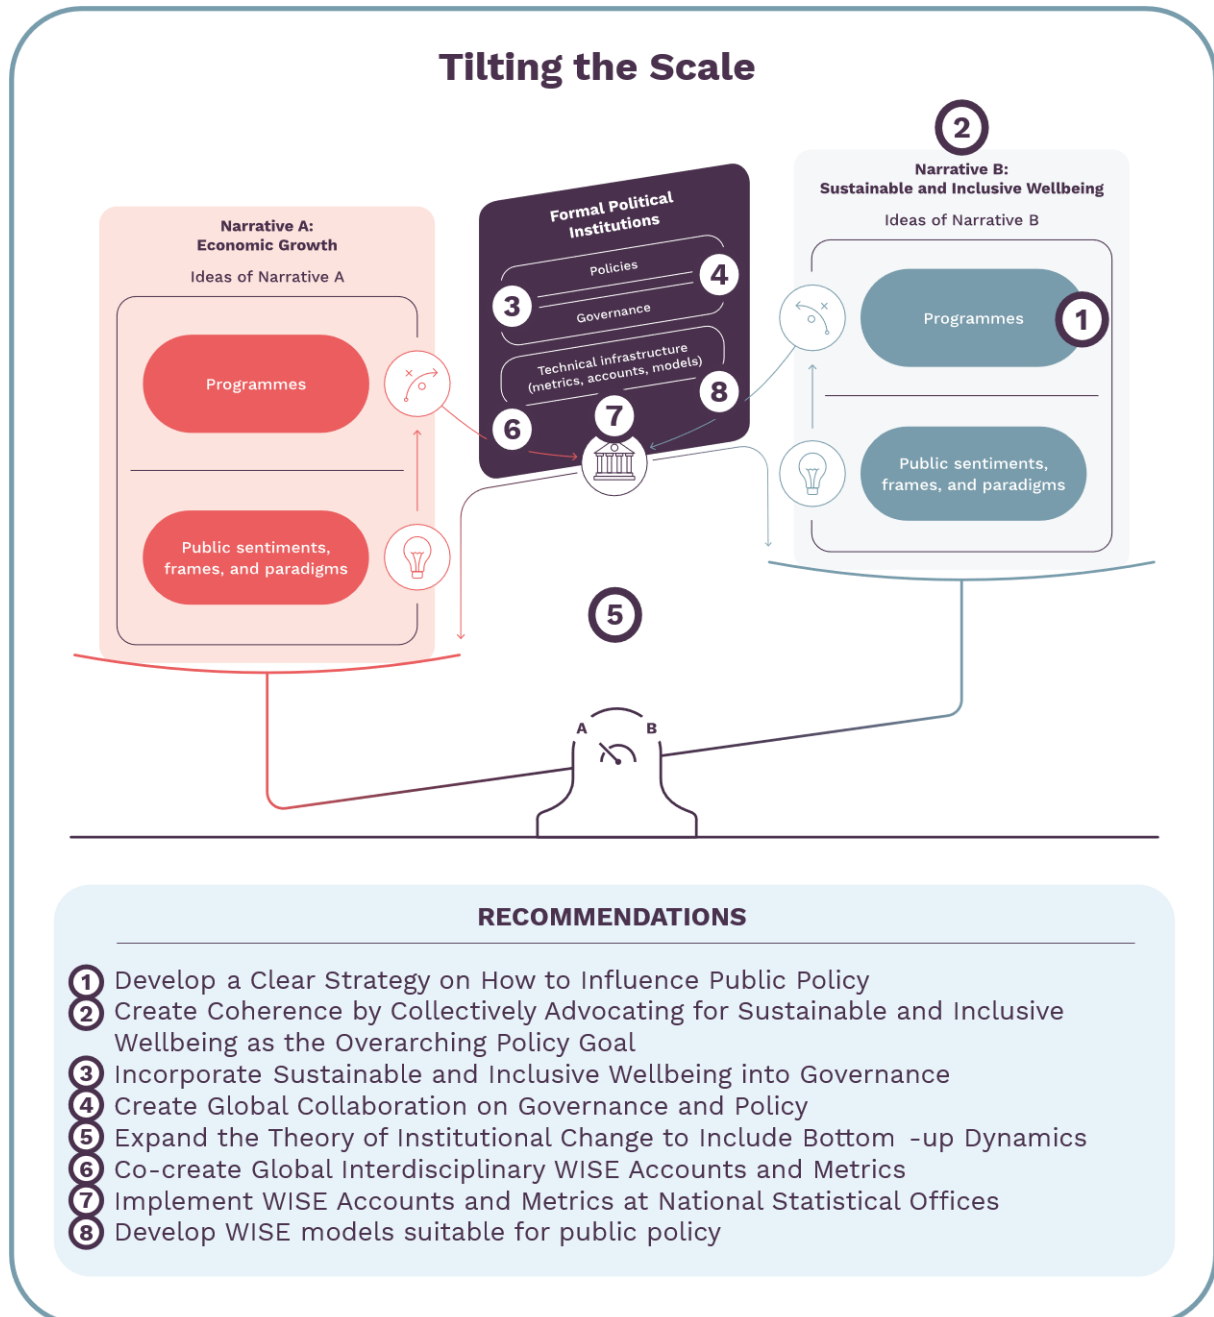 Tilting the Scale
2
Narrative B:
Sustainable and Inclusive Wellbeing
Ideas of Narrative B
Programmes
1
Public sentiments,
frames, and paradigms
Formal Political
Institutions
Policies
4
3
Governance
Technical infrastructure
(metrics, accounts, models)
8
7
6
Narrative A:
Economic Growth
Ideas of Narrative A
Programmes
Public sentiments,
frames, and paradigms
5
A B
RECOMMENDATIONS
1 Develop a Clear Strategy on How to Influence Public Policy
2 Create Coherence by Collectively Advocating for Sustainable and Inclusive
Wellbeing as the Overarching Policy Goal
3 Incorporate Sustainable and Inclusive Wellbeing into Governance
4 Create Global Collaboration on Governance and Policy
5 Expand the Theory of Institutional Change to Include Bottom -up Dynamics
6 Co-create Global Interdisciplinary WISE Accounts and Metrics
7 Implement WISE Accounts and Metrics at National Statistical Offices
8 Develop WISE models suitable for public policy